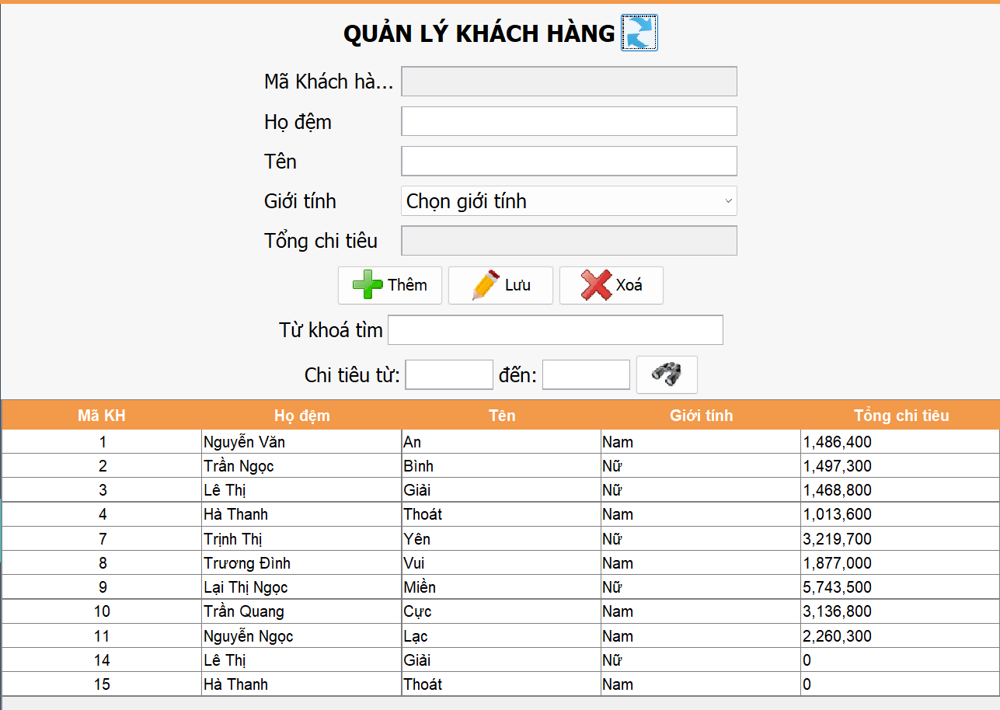 QUẢN LÝ KHÁCH HÀNG
Mã Khách hà...
Họ đệm
Tên
Giới tính Chọn giới tính
Tổng chi tiêu
Thêm Lưu Xoá
Từ khoá tìm
Chi tiêu từ: đến:
Mã KH Họ đệm Tên Giới tính Tổng chi tiêu
1 Nguyễn Văn An Nam 1,486,400
2 Trần Ngọc Bình Nữ 1,497,300
3 Lê Thị Giải Nữ 1,468,800
4 Hà Thanh Thoát Nam 1,013,600
7 Trịnh Thị Yên Nữ 3,219,700
8 Trương Đình Vui Nam 1,877,000
9 Lại Thị Ngọc Miền Nữ 5,743,500
10 Trần Quang Cực Nam 3,136,800
11 Nguyễn Ngọc Lạc Nam 2,260,300
14 Lê Thị Giải Nữ 0
15 Hà Thanh Thoát Nam 0